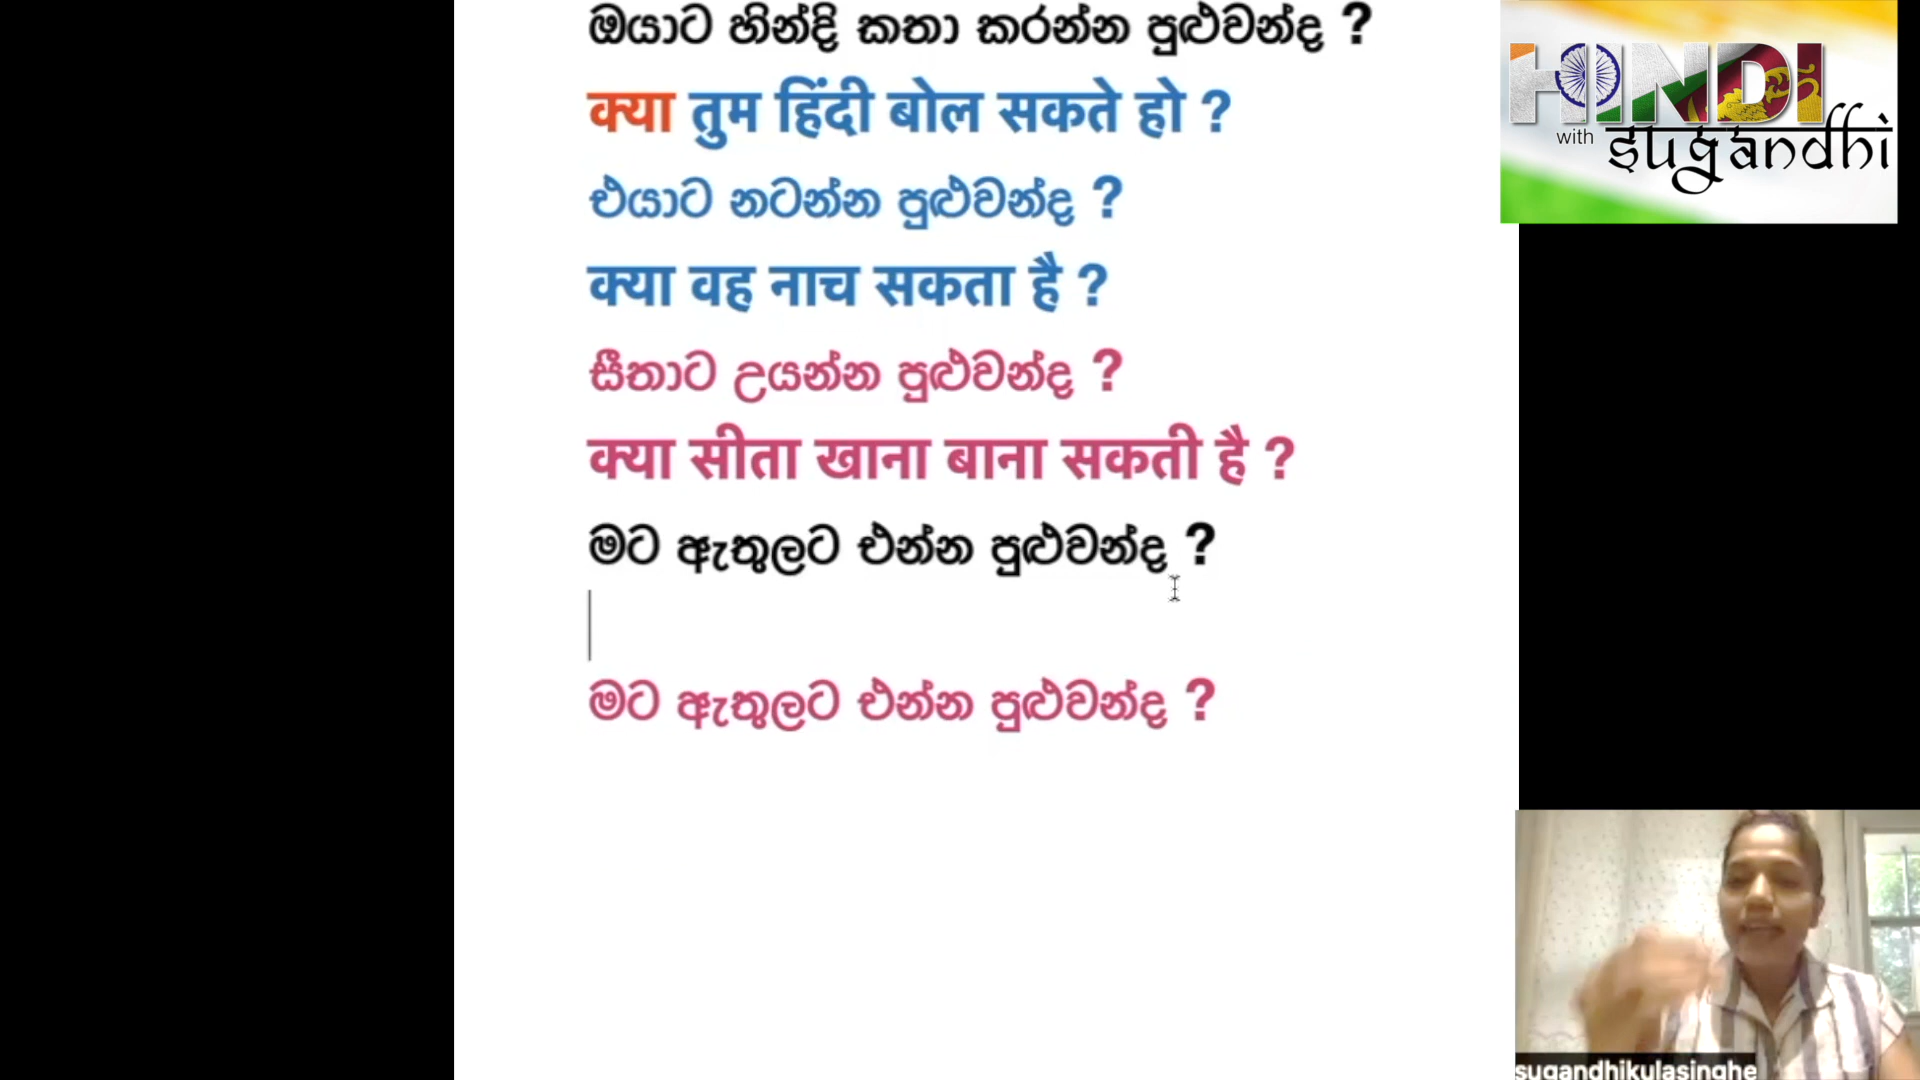 ඔයාට හින්දි කතා කරන්න පුළුවන්ද ?
क्या तुम हिंदी बोल सकते हो ?
එයාට නටන්න පුළුවන්ද ?
क्या वह नाच सकता है ?
සීතාට උයන්න පුළුවන්ද ?
क्या सीता खाना बाना सकती है ?
මට ඇතුලට එන්න පුළුවන්ද ?
මට ඇතුලට එන්න පුළුවන්ද ?
HINDI
with sugandhi
sugandhikulasinghe